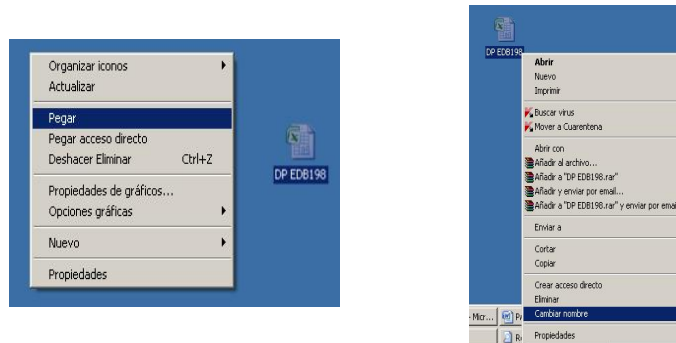 Organizar iconos
Actualizar
Pegar
Pegar acceso directo
Deshacer Eliminar Ctrl+Z
Propiedades de gráficos...
Opciones gráficas
Nuevo
Propiedades
DP EDB198
DP EDB198
Abrir
Nuevo
Imprimir
Buscar virus
Mover a Cuarentena
Abrir con
Añadir al archivo...
Añadir a "DP EDB198.rar"
Añadir y enviar por email...
Añadir a "DP EDB198.rar" y enviar por emai
Enviar a
Cortar
Copiar
Crear acceso directo
Eliminar
Cambiar nombre
Propiedades
- Micr...